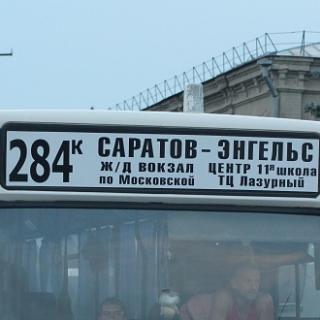 284к САРАТОВ – ЭНГЕЛЬС
Ж/Д ВОКЗАЛ ЦЕНТР 11я школа
по Московской ТЦ Лазурный